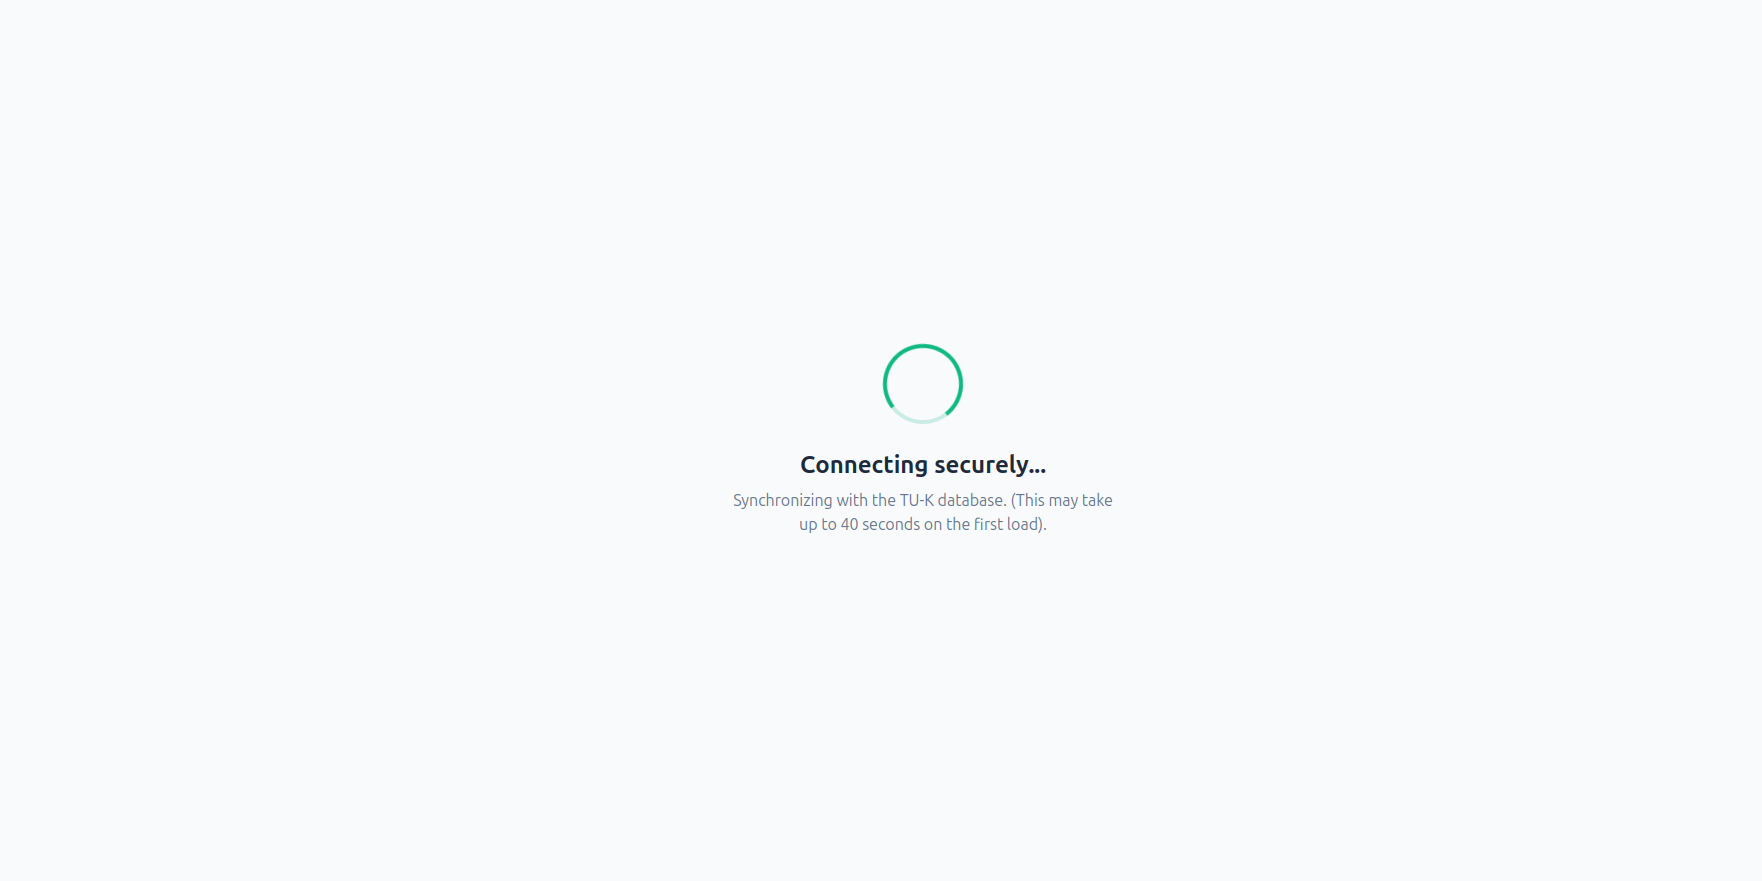 Connecting securely...
Synchronizing with the TU-K database. (This may take
up to 40 seconds on the first load).